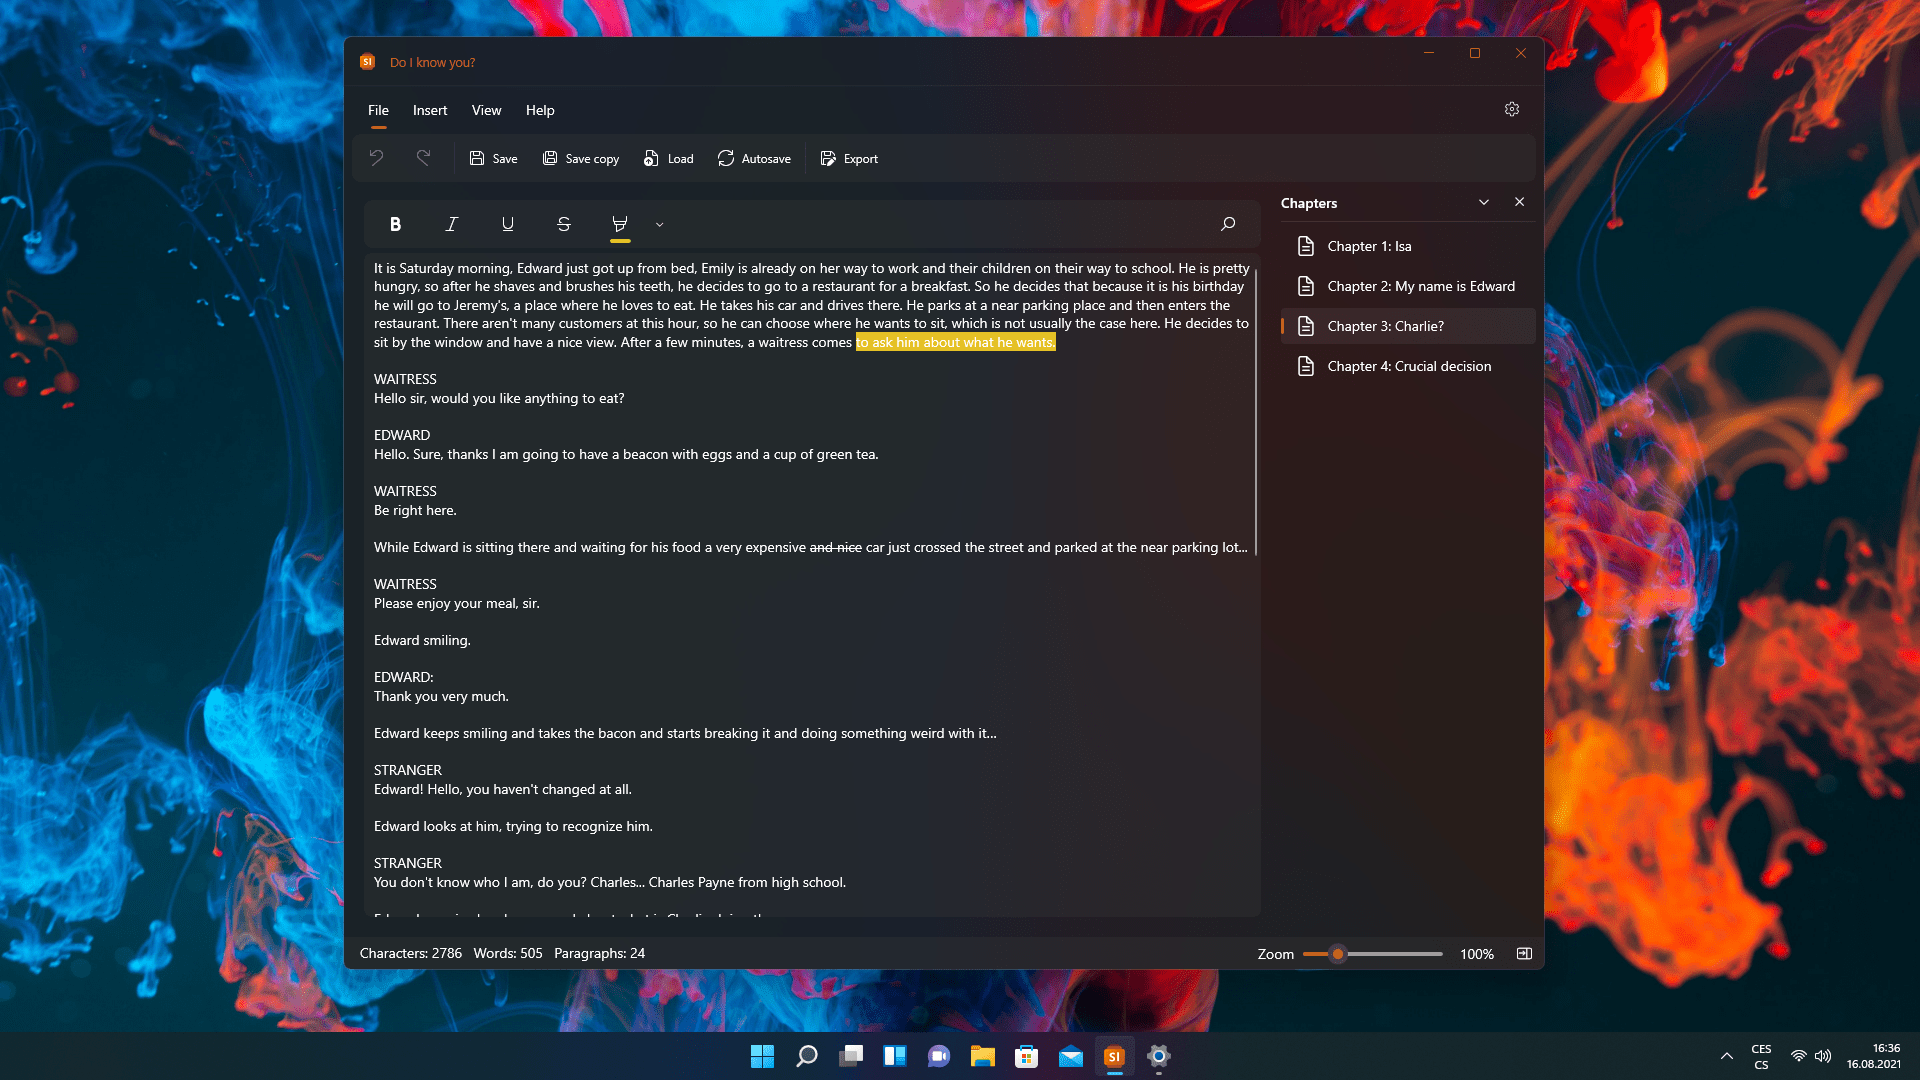 SI Do I know you?
File Insert View Help
Save Save copy Load Autosave Export
B I U S
Chapters
Chapter 1: Isa
Chapter 2: My name is Edward
Chapter 3: Charlie?
Chapter 4: Crucial decision
It is Saturday morning, Edward just got up from bed, Emily is already on her way to work and their children on their way to school. He is pretty
hungry, so after he shaves and brushes his teeth, he decides to go to a restaurant for a breakfast. So he decides that because it is his birthday
he will go to Jeremy's, a place where he loves to eat. He takes his car and drives there. He parks at a near parking place and then enters the
restaurant. There aren't many customers at this hour, so he can choose where he wants to sit, which is not usually the case here. He decides to
sit by the window and have a nice view. After a few minutes, a waitress comes to ask him about what he wants.
WAITRESS
Hello sir, would you like anything to eat?
EDWARD
Hello. Sure, thanks I am going to have a beacon with eggs and a cup of green tea.
WAITRESS
Be right here.
While Edward is sitting there and waiting for his food a very expensive and nice car just crossed the street and parked at the near parking lot...
WAITRESS
Please enjoy your meal, sir.
Edward smiling.
EDWARD:
Thank you very much.
Edward keeps smiling and takes the bacon and starts breaking it and doing something weird with it...
STRANGER
Edward! Hello, you haven't changed at all.
Edward looks at him, trying to recognize him.
STRANGER
You don't know who I am, do you? Charles... Charles Payne from high school.
Characters: 2786 Words: 505 Paragraphs: 24
Zoom 100%
SI
CES
CS
16:36
16.08.2021